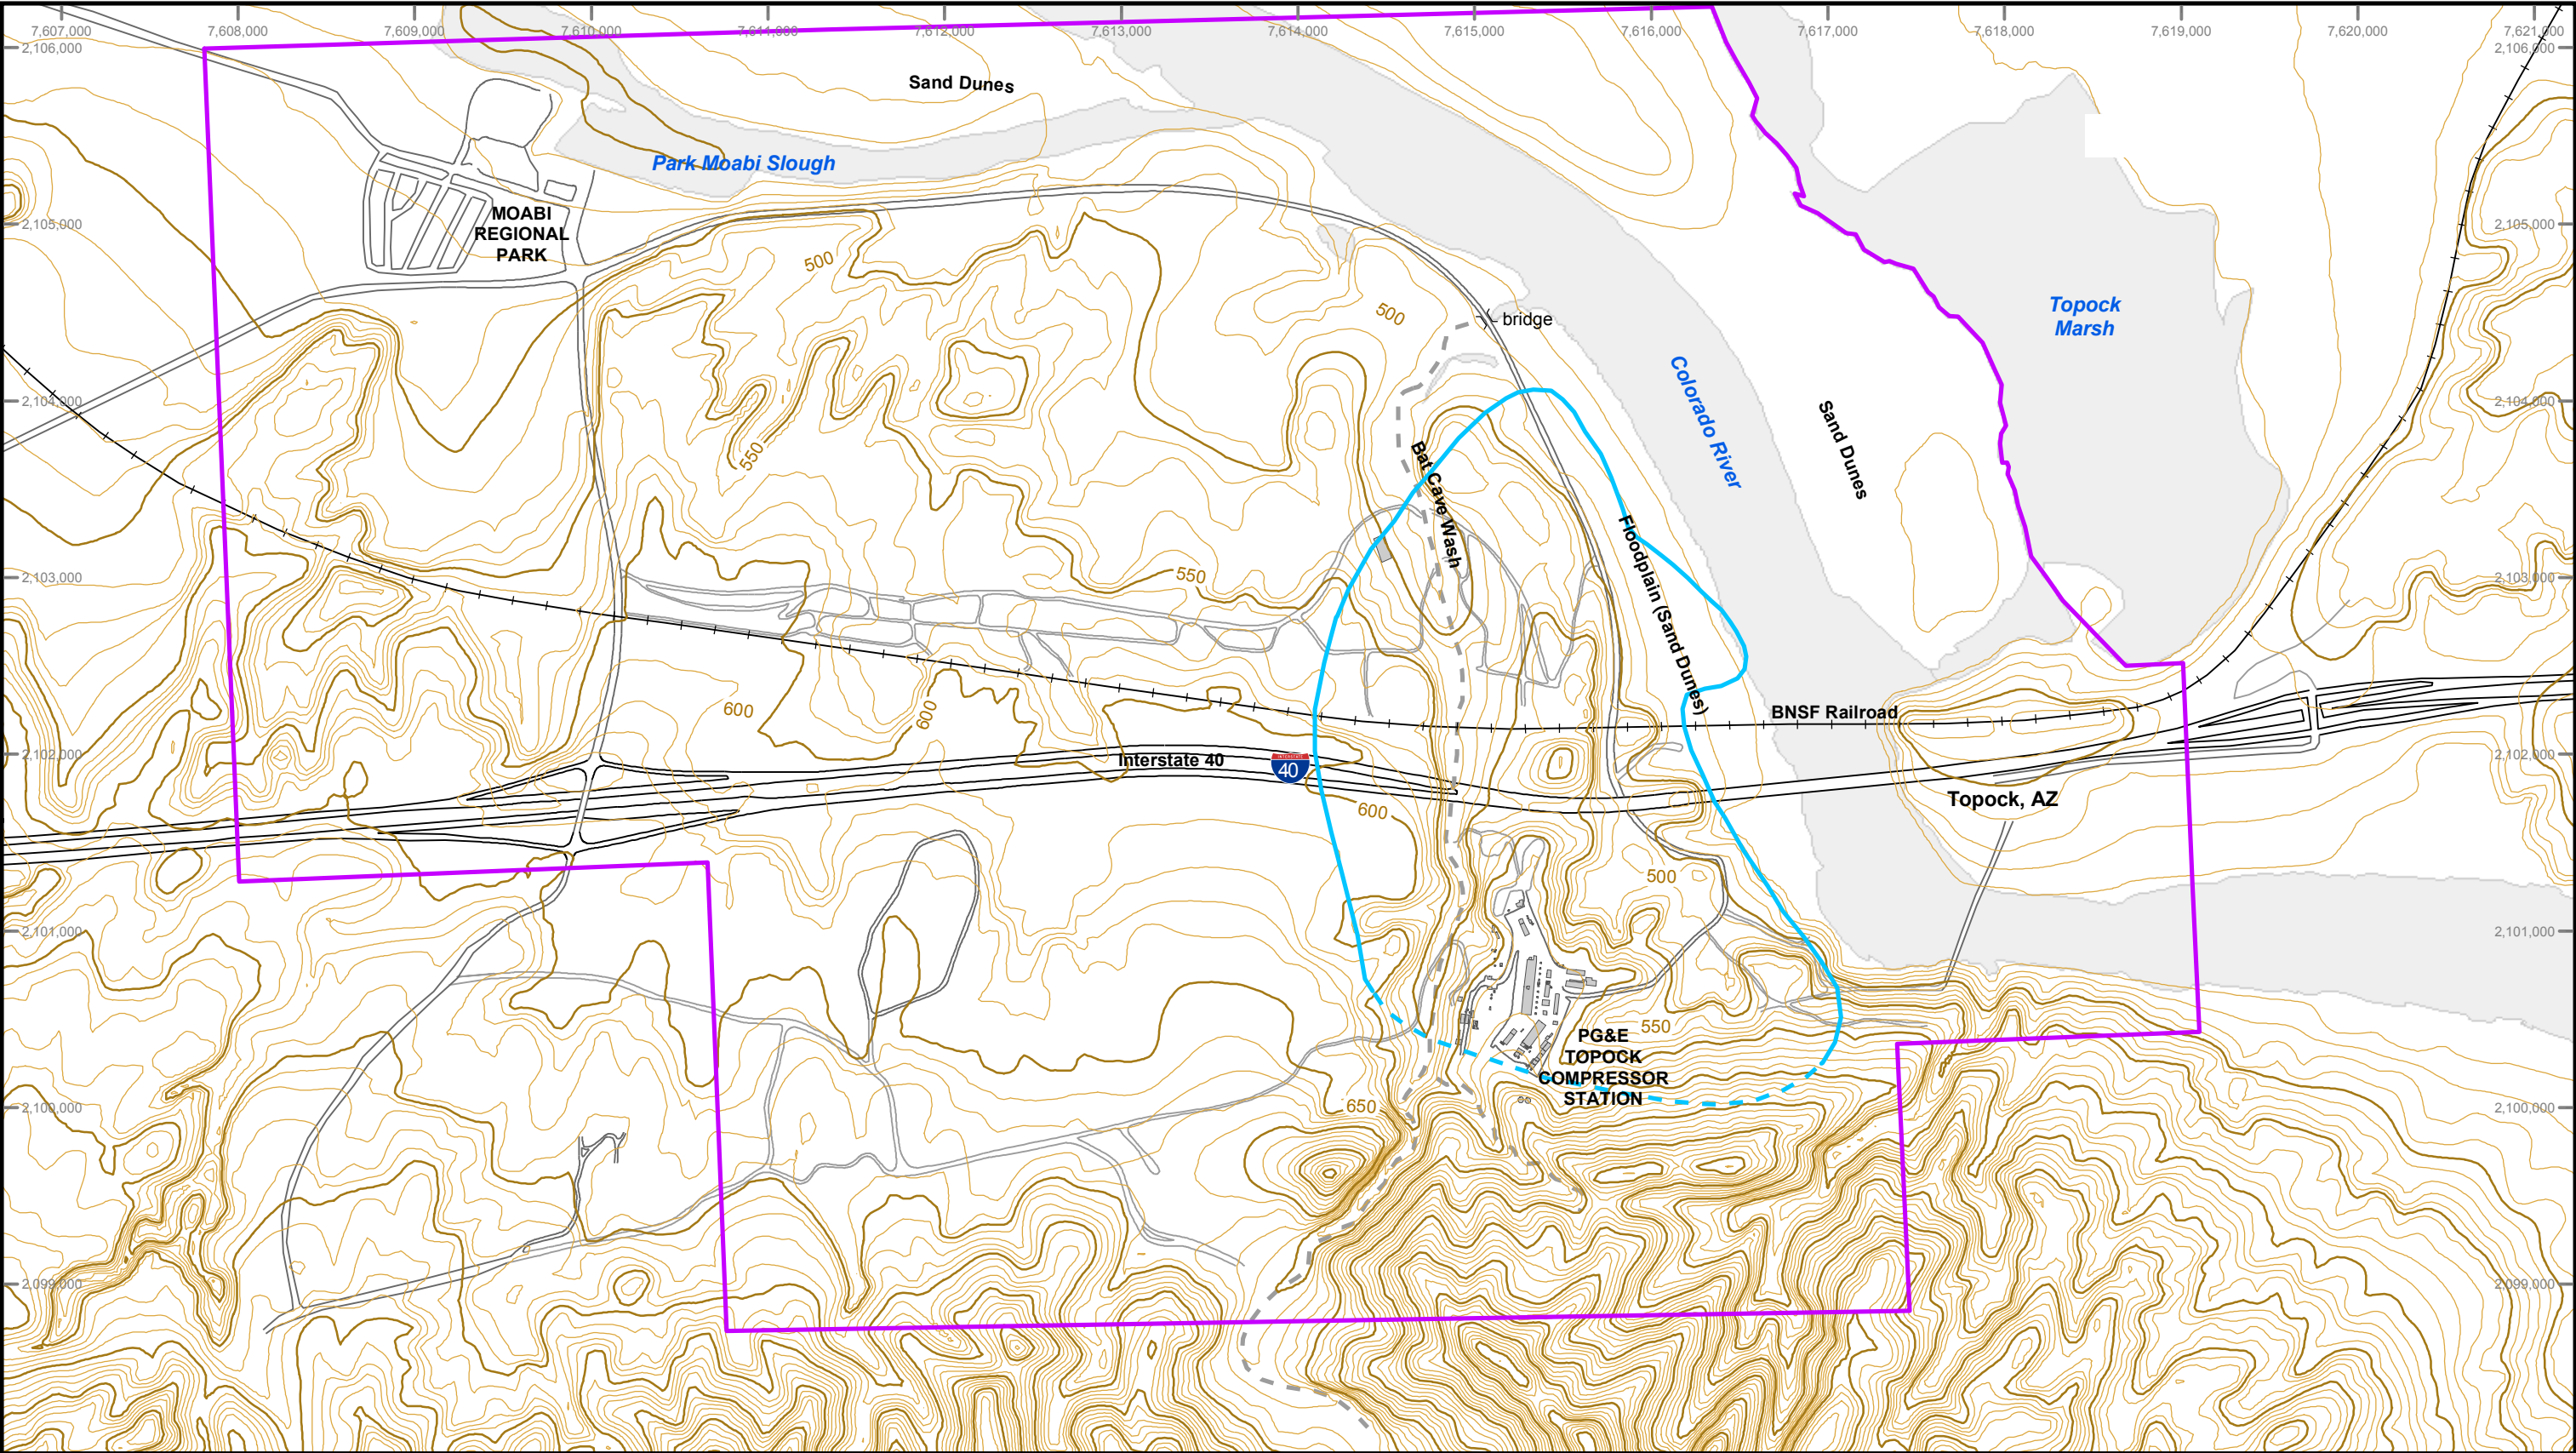 7,607,000
7,608,000
7,609,000
7,610,000
7,611,000
7,612,000
7,613,000
7,614,000
7,615,000
7,616,000
7,617,000
7,618,000
7,619,000
7,620,000
7,621,000
2,106,000
2,106,000
Sand Dunes
Park Moabi Slough
MOABI
REGIONAL
PARK
2,105,000
2,105,000
500
500
bridge
Topock
Marsh
Colorado River
2,104,000
2,104,000
Sand Dunes
550
Bat Cave Wash
Floodplain (Sand Dunes)
2,103,000
2,103,000
550
600
600
BNSF Railroad
2,102,000
2,102,000
Interstate 40
INTERSTATE
40
Topock, AZ
600
500
2,101,000
2,101,000
550
PG&E
TOPOCK
COMPRESSOR
STATION
650
2,100,000
2,100,000
2,099,000
2,099,000